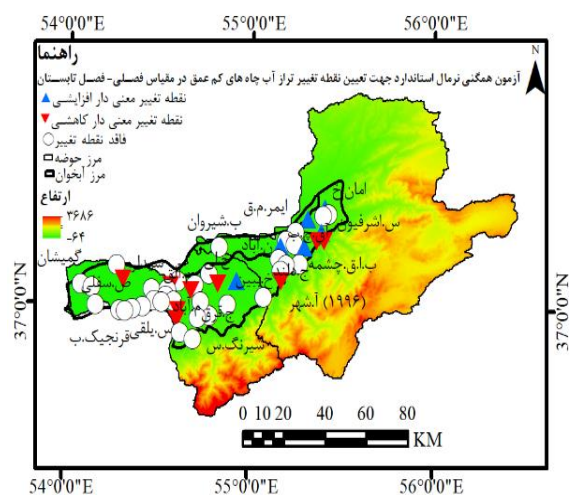 54°0'0"E 55°0'0"E 56°0'0"E
N
راهنما
آزمون همگنی نرمال استاندارد جهت تعیین نقطه تغییر تراز آب چاه های کم عمق در مقیاس فصلی- فصل تابستان
نقطه تغییر معنی دار افزایشی
نقطه تغییر معنی دار کاهشی
فاقد نقطه تغییر
مرز حوضه
مرز آبخوان
ارتفاع
۳۶۸۶
-۶۴
امان خ
ایمر.م.ق
س.اشرفیون
ب.شیروان
گمیشان
ص.سفلی
ب.ا.ق.چشمه
آ.شهر (۱۹۹۶)
س.یلقی
قرنجیک.ب
شیرنگ.س
37°0'0"N
37°0'0"N
0 10 20 40 60 80
KM
54°0'0"E 55°0'0"E 56°0'0"E